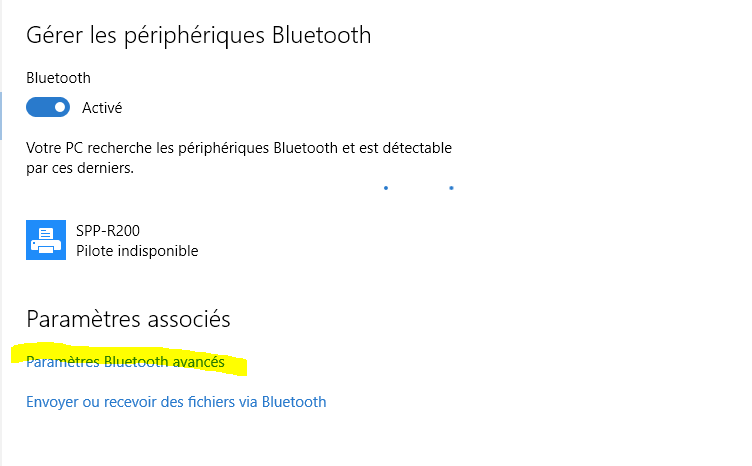 Gérer les périphériques Bluetooth
Bluetooth
Activé
Votre PC recherche les périphériques Bluetooth et est détectable
par ces derniers.
SPP-R200
Pilote indisponible
Paramètres associés
Paramètres Bluetooth avancés
Envoyer ou recevoir des fichiers via Bluetooth